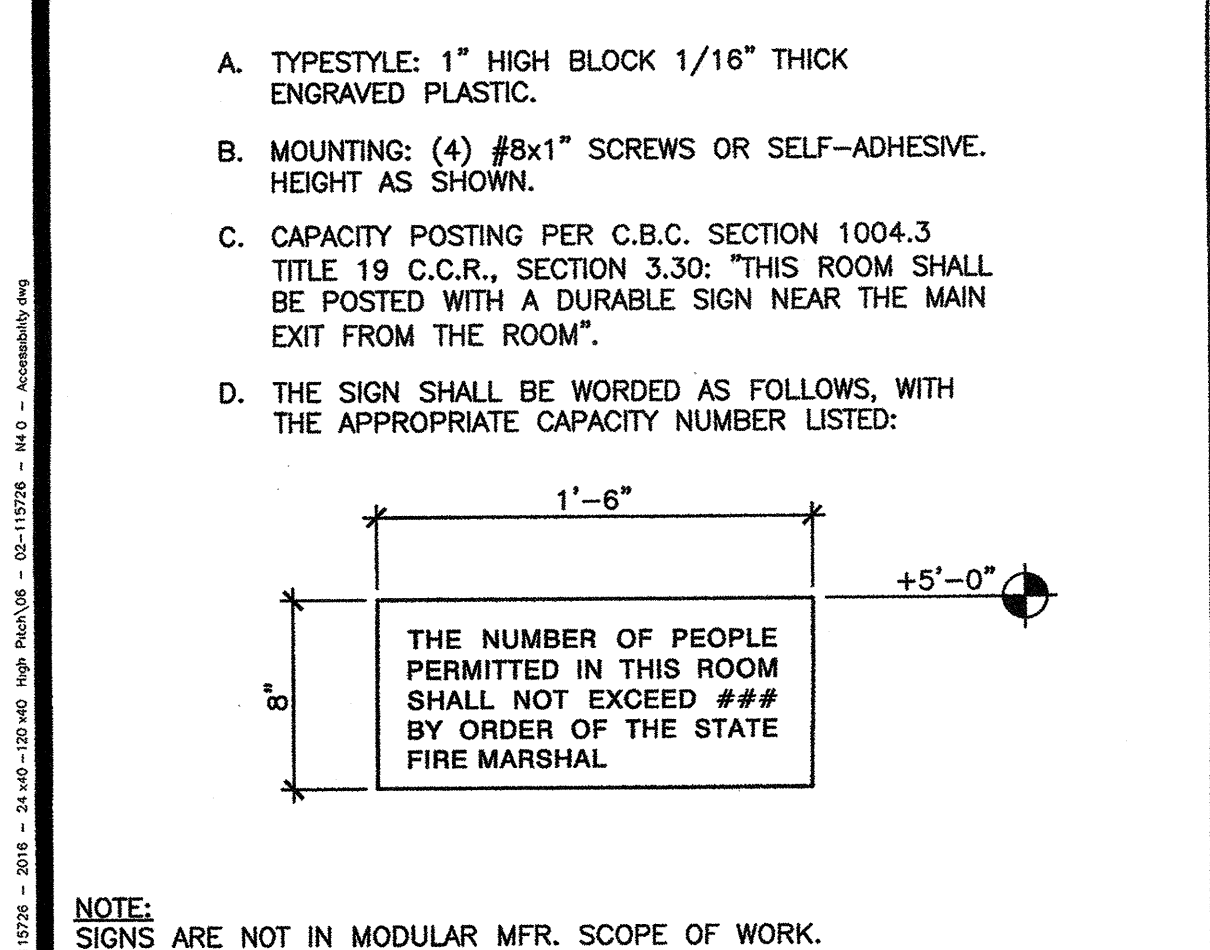 A. TYPESTYLE: 1" HIGH BLOCK 1/16" THICK
ENGRAVED PLASTIC.
B. MOUNTING: (4) #8x1" SCREWS OR SELF-ADHESIVE.
HEIGHT AS SHOWN.
C. CAPACITY POSTING PER C.B.C. SECTION 1004.3
TITLE 19 C.C.R., SECTION 3.30: "THIS ROOM SHALL
BE POSTED WITH A DURABLE SIGN NEAR THE MAIN
EXIT FROM THE ROOM".
D. THE SIGN SHALL BE WORDED AS FOLLOWS, WITH
THE APPROPRIATE CAPACITY NUMBER LISTED:
1'-6"
+5'-0"
8"
THE NUMBER OF PEOPLE
PERMITTED IN THIS ROOM
SHALL NOT EXCEED ###
BY ORDER OF THE STATE
FIRE MARSHAL
NOTE:
SIGNS ARE NOT IN MODULAR MFR. SCOPE OF WORK.
15726 - 2016 - 24 x40 -120 x40 High Pitch\06 - 02-115726 - N4 0 - Accessibility dwg